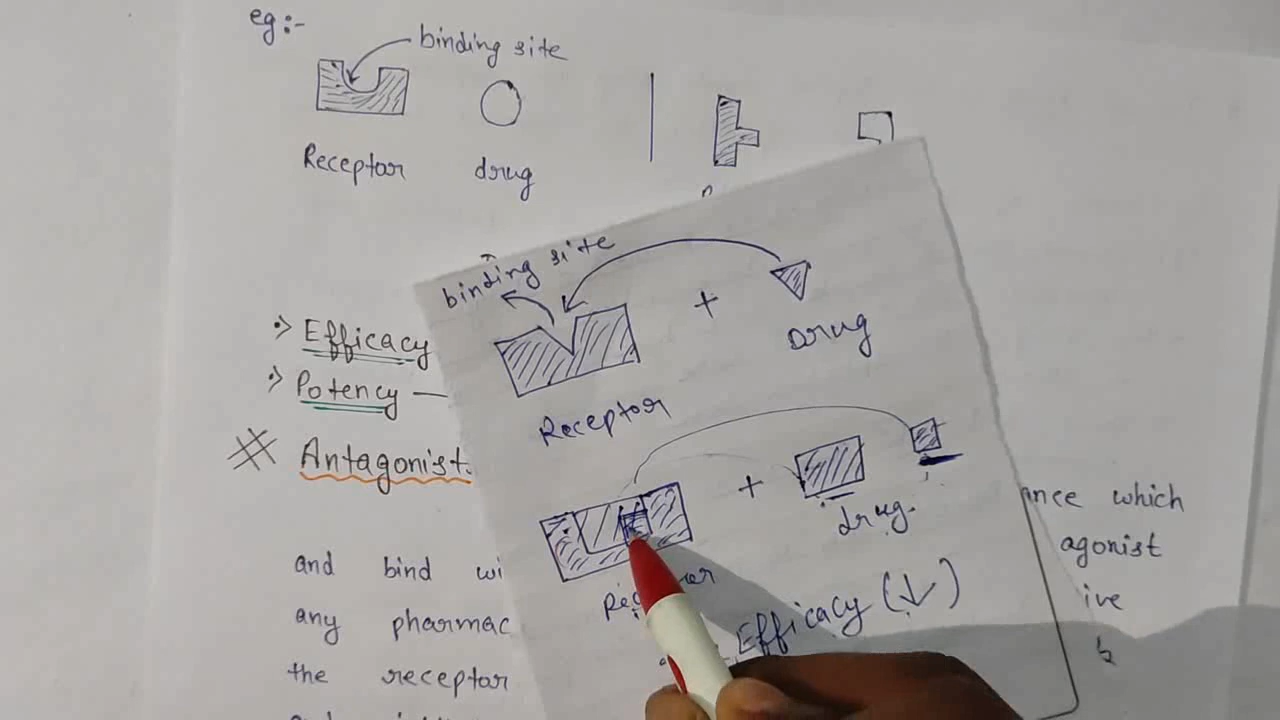 eg :-
binding site
Receptor drug
binding site
+
Drug
Receptor
+
drug.
Efficacy (↓)
·> Efficacy
·> Potency —
# Antagonist.
ance which
and bind wi agonist
any pharmac ive
the receptor